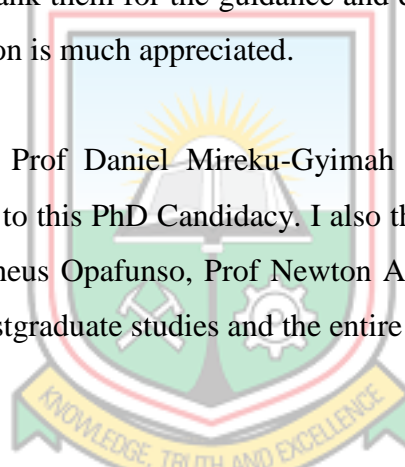 ank them for the guidance and
on is much appreciated.
Prof Daniel Mireku-Gyimah
to this PhD Candidacy. I also th
neus Opafunso, Prof Newton A
stgraduate studies and the entire
KNOWLEDGE, TRUTH AND EXCELLENCE